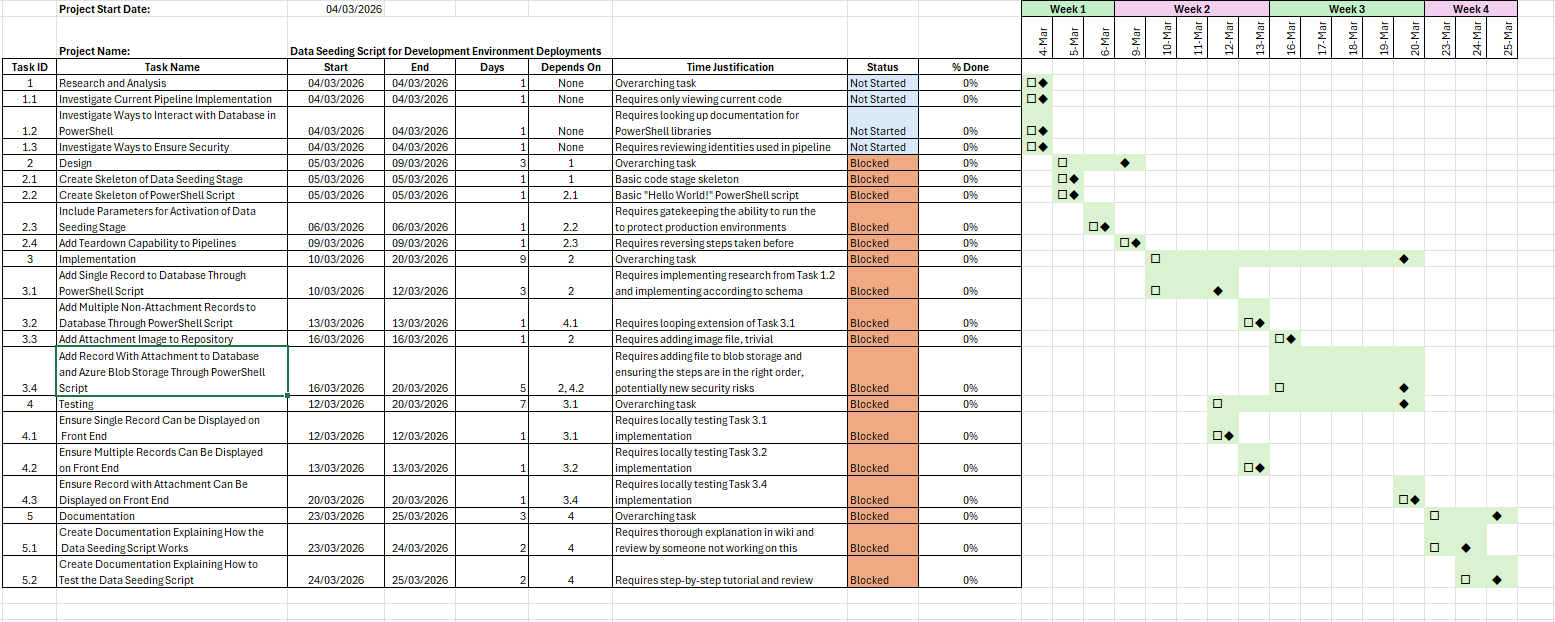 Project Start Date: 04/03/2026 Week 1 Week 2 Week 3 Week 4
4-Mar 5-Mar 6-Mar 9-Mar 10-Mar 11-Mar 12-Mar 13-Mar 16-Mar 17-Mar 18-Mar 19-Mar 20-Mar 23-Mar 24-Mar 25-Mar
Project Name: Data Seeding Script for Development Environment Deployments
Task ID Task Name Start End Days Depends On Time Justification Status % Done
1 Research and Analysis 04/03/2026 04/03/2026 1 None Overarching task Not Started 0%
1.1 Investigate Current Pipeline Implementation 04/03/2026 04/03/2026 1 None Requires only viewing current code Not Started 0%
Investigate Ways to Interact with Database in Requires looking up documentation for
1.2 PowerShell 04/03/2026 04/03/2026 1 None PowerShell libraries Not Started 0%
1.3 Investigate Ways to Ensure Security 04/03/2026 04/03/2026 1 None Requires reviewing identities used in pipeline Not Started 0%
2 Design 05/03/2026 09/03/2026 3 1 Overarching task Blocked 0%
2.1 Create Skeleton of Data Seeding Stage 05/03/2026 05/03/2026 1 1 Basic code stage skeleton Blocked 0%
2.2 Create Skeleton of PowerShell Script 05/03/2026 05/03/2026 1 2.1 Basic "Hello World!" PowerShell script Blocked 0%
Include Parameters for Activation of Data Requires gatekeeping the ability to run the
2.3 Seeding Stage 06/03/2026 06/03/2026 1 2.2 to protect production environments Blocked 0%
2.4 Add Teardown Capability to Pipelines 09/03/2026 09/03/2026 1 2.3 Requires reversing steps taken before Blocked 0%
3 Implementation 10/03/2026 20/03/2026 9 2 Overarching task Blocked 0%
Add Single Record to Database Through Requires implementing research from Task 1.2
3.1 PowerShell Script 10/03/2026 12/03/2026 3 2 and implementing according to schema Blocked 0%
Add Multiple Non-Attachment Records to
3.2 Database Through PowerShell Script 13/03/2026 13/03/2026 1 4.1 Requires looping extension of Task 3.1 Blocked 0%
3.3 Add Attachment Image to Repository 16/03/2026 16/03/2026 1 2 Requires adding image file, trivial Blocked 0%
Add Record With Attachment to Database Requires adding file to blob storage and
and Azure Blob Storage Through PowerShell ensuring the steps are in the right order,
3.4 Script 16/03/2026 20/03/2026 5 2, 4.2 potentially new security risks Blocked 0%
4 Testing 12/03/2026 20/03/2026 7 3.1 Overarching task Blocked 0%
Ensure Single Record Can be Displayed on Requires locally testing Task 3.1
4.1 Front End 12/03/2026 12/03/2026 1 3.1 implementation Blocked 0%
Ensure Multiple Records Can Be Displayed Requires locally testing Task 3.2
4.2 on Front End 13/03/2026 13/03/2026 1 3.2 implementation Blocked 0%
Ensure Record with Attachment Can Be Requires locally testing Task 3.4
4.3 Displayed on Front End 20/03/2026 20/03/2026 1 3.4 implementation Blocked 0%
5 Documentation 23/03/2026 25/03/2026 3 4 Overarching task Blocked 0%
Create Documentation Explaining How the Requires thorough explanation in wiki and
5.1 Data Seeding Script Works 23/03/2026 24/03/2026 2 4 review by someone not working on this Blocked 0%
Create Documentation Explaining How to
5.2 Test the Data Seeding Script 24/03/2026 25/03/2026 2 4 Requires step-by-step tutorial and review Blocked 0%